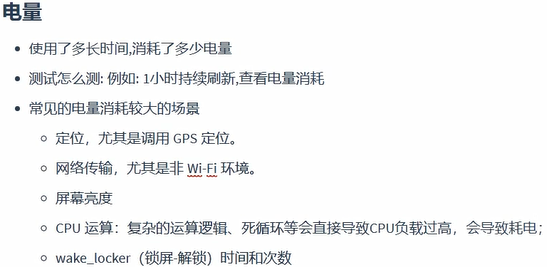 电量
使用了多长时间,消耗了多少电量
测试怎么测: 例如: 1小时持续刷新,查看电量消耗
常见的电量消耗较大的场景
定位，尤其是调用 GPS 定位。
网络传输，尤其是非 Wi-Fi 环境。
屏幕亮度
CPU 运算：复杂的运算逻辑、死循环等会直接导致CPU负载过高，会导致耗电；
wake_locker（锁屏-解锁）时间和次数